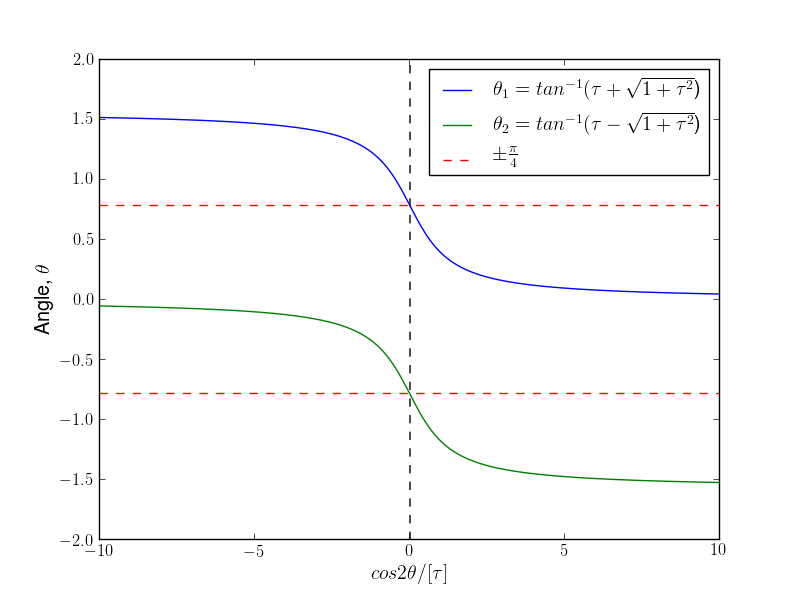 2.0
1.5
1.0
0.5
0.0
−0.5
−1.0
−1.5
−2.0
Angle, θ
θ₁ = tan⁻¹(τ + √1 + τ²)
θ₂ = tan⁻¹(τ − √1 + τ²)
±π/4
−10 −5 0 5 10
cos2θ/[τ]